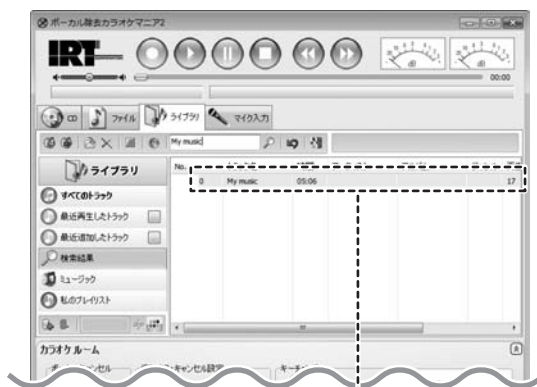 ボーカル除去カラオケマニア2
IRT
dB
dB
00:00
CD
ファイル
ライブラリ
マイク入力
My music
ライブラリ
No.
0 My music 05:06 17
すべてのトラック
最近再生したトラック
最近追加したトラック
検索結果
ミュージック
私のプレイリスト
カラオケ ルーム